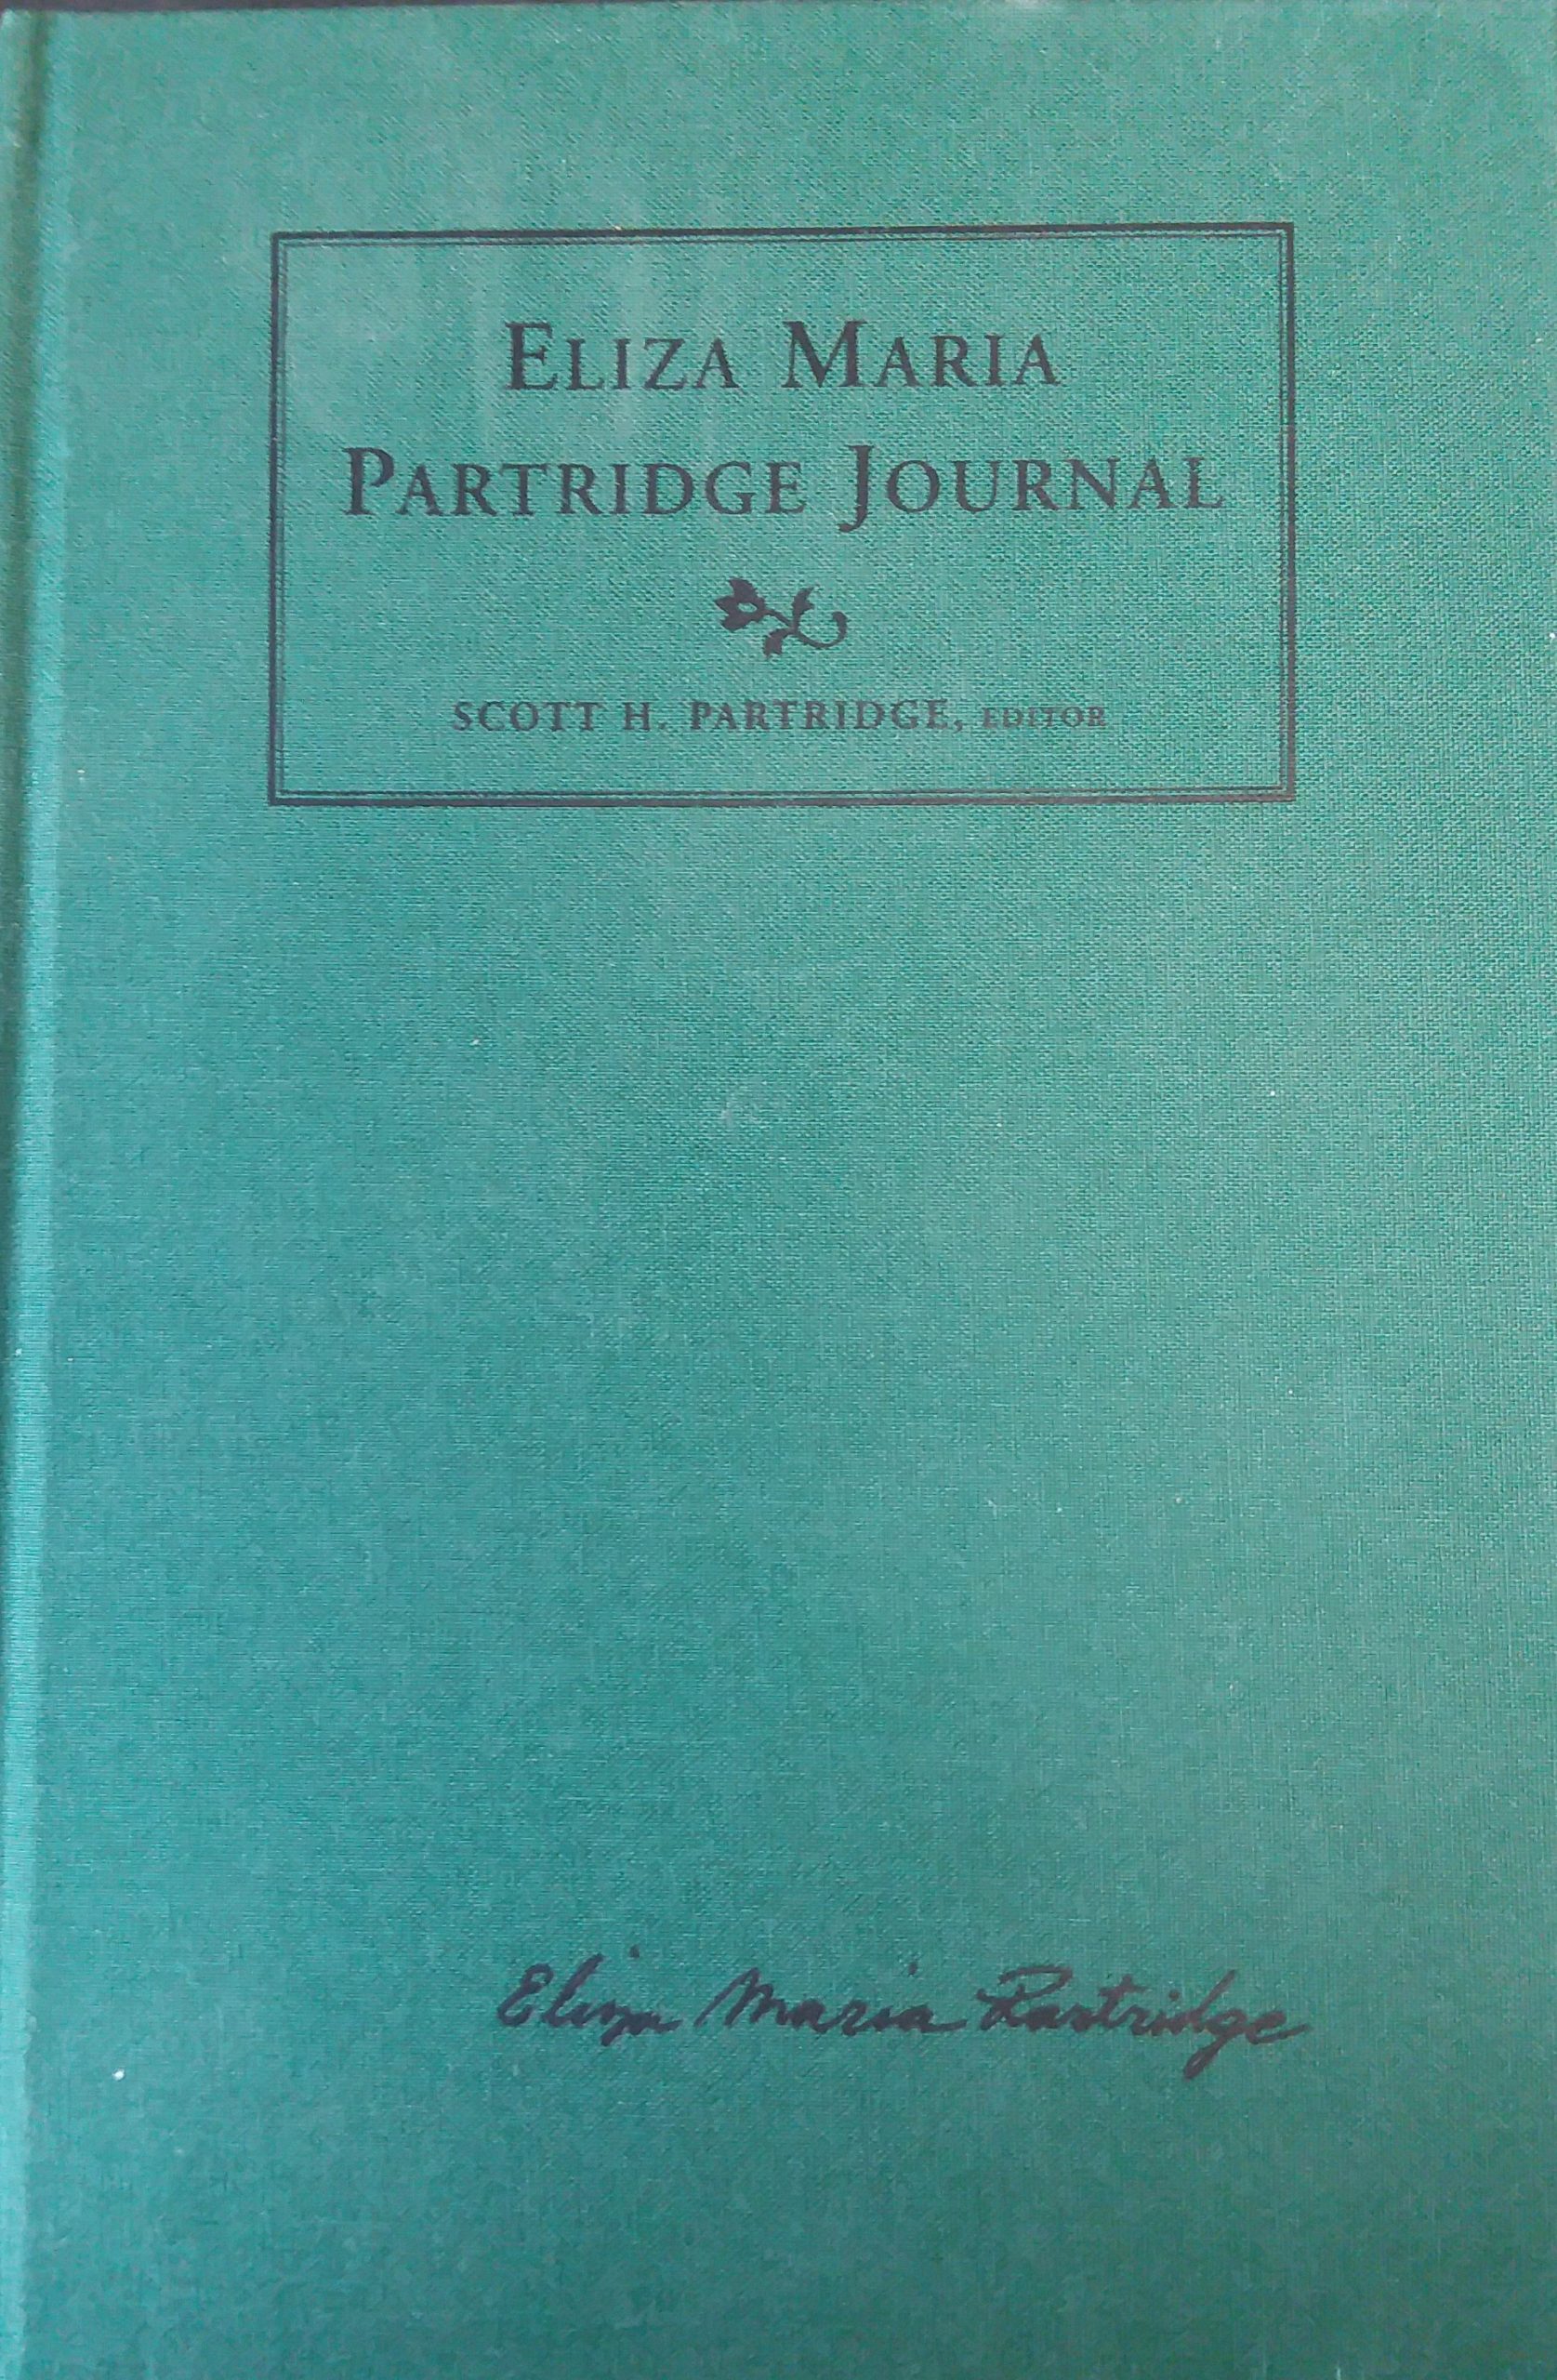 ELIZA MARIA
PARTRIDGE JOURNAL
SCOTT H. PARTRIDGE, EDITOR
Eliza Maria Partridge